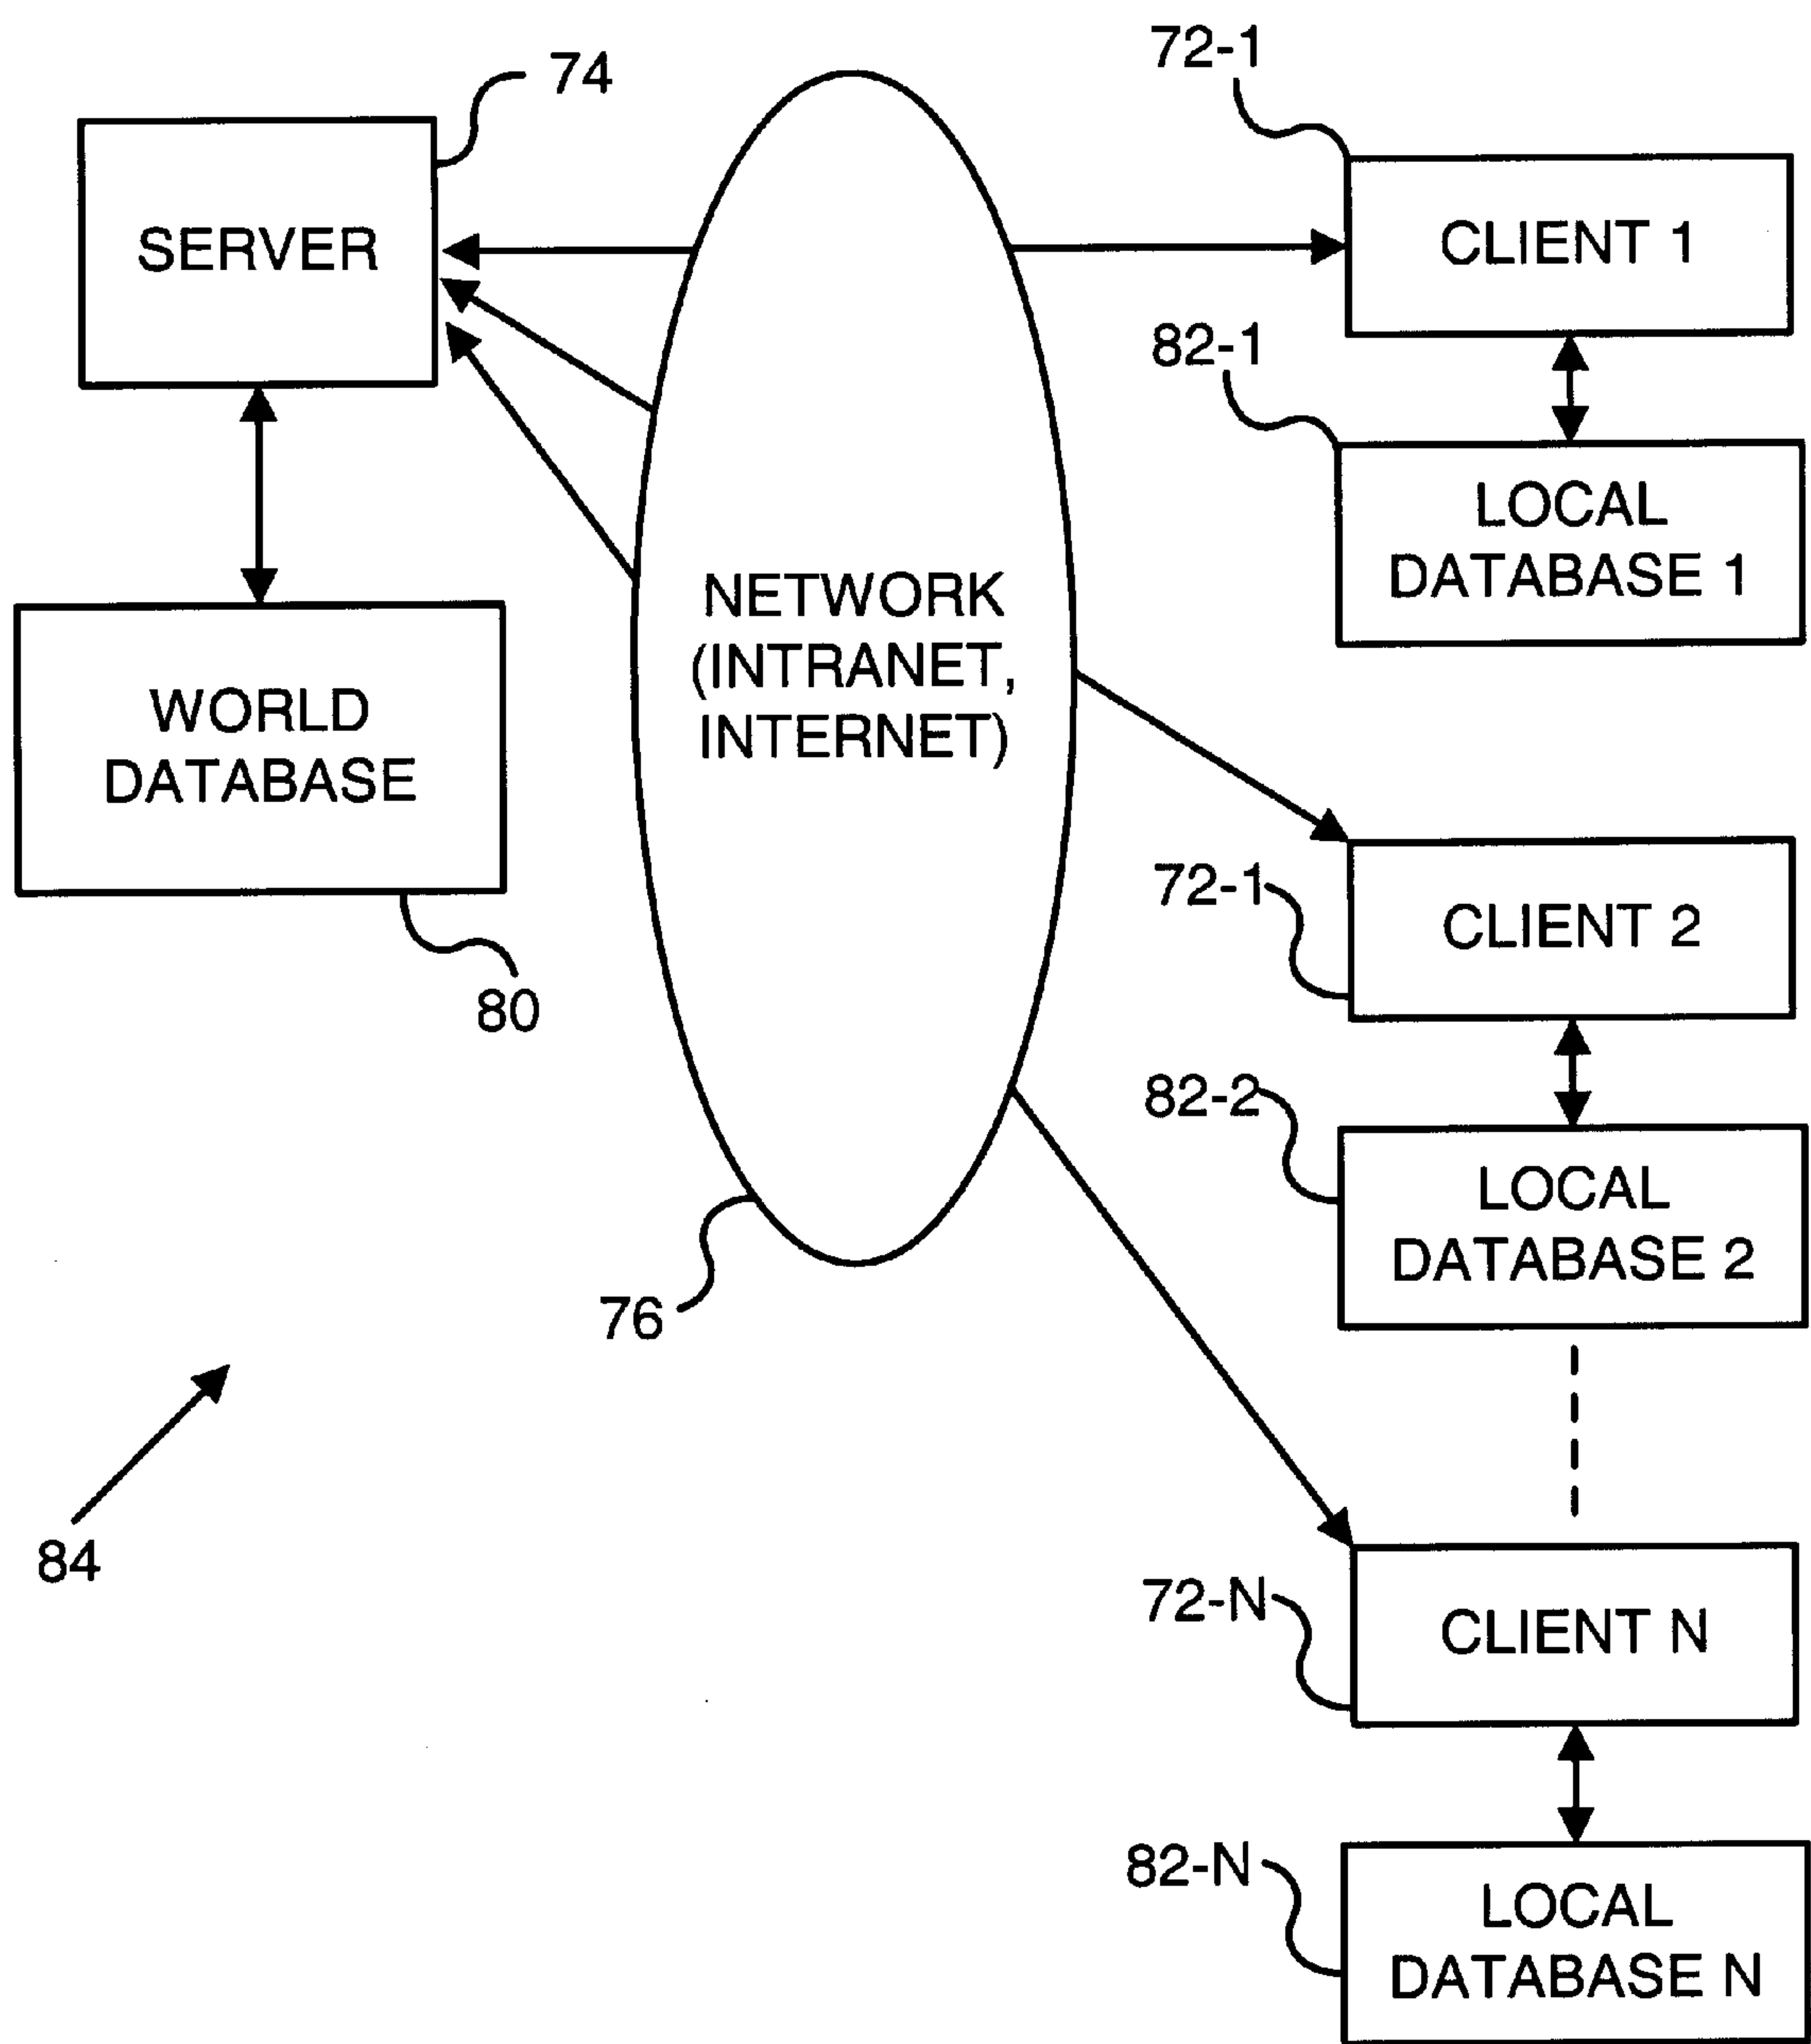 74
SERVER
WORLD
DATABASE
80
NETWORK
(INTRANET,
INTERNET)
76
84
72-1
CLIENT 1
82-1
LOCAL
DATABASE 1
72-1
CLIENT 2
82-2
LOCAL
DATABASE 2
72-N
CLIENT N
82-N
LOCAL
DATABASE N